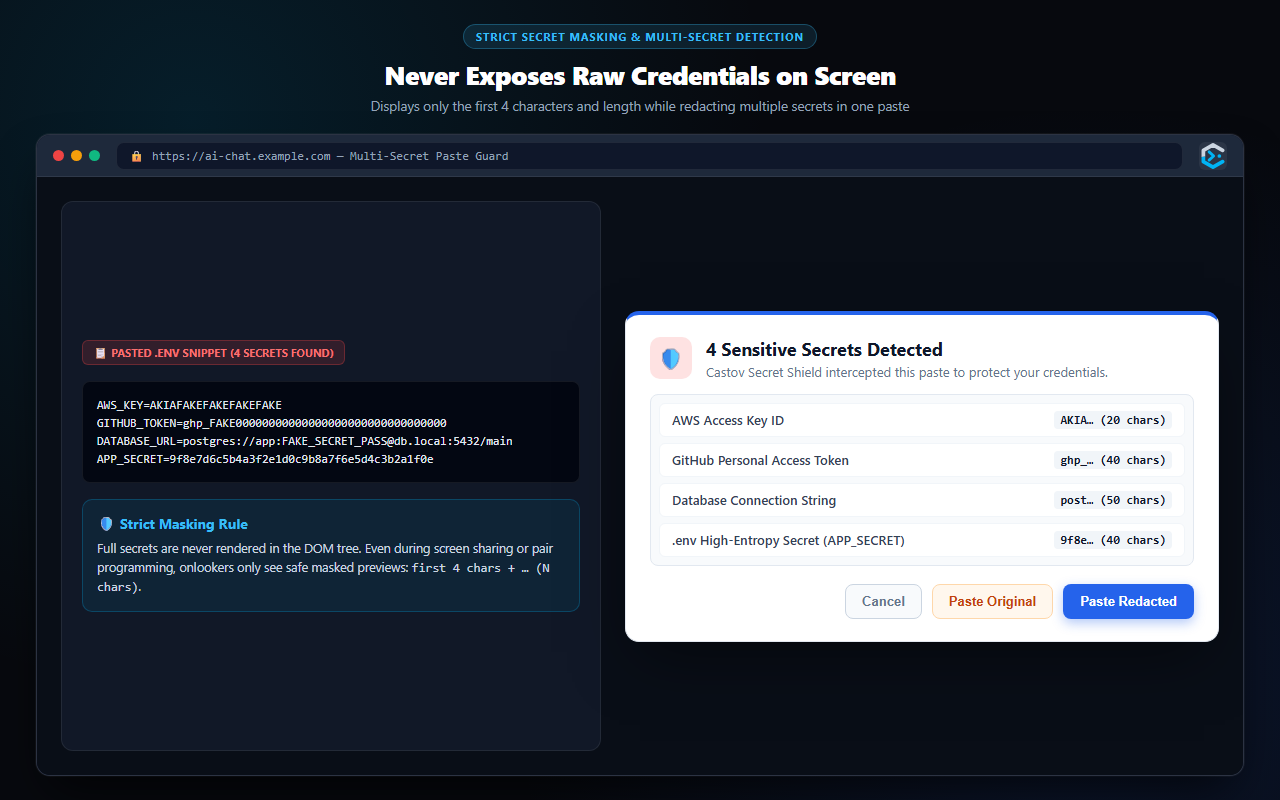 STRICT SECRET MASKING & MULTI-SECRET DETECTION
Never Exposes Raw Credentials on Screen
Displays only the first 4 characters and length while redacting multiple secrets in one paste
https://ai-chat.example.com — Multi-Secret Paste Guard
PASTED .ENV SNIPPET (4 SECRETS FOUND)
AWS_KEY=AKIAFAKEFAKEFAKEFAKE
GITHUB_TOKEN=ghp_FAKE00000000000000000000000000000000
DATABASE_URL=postgres://app:FAKE_SECRET_PASS@db.local:5432/main
APP_SECRET=9f8e7d6c5b4a3f2e1d0c9b8a7f6e5d4c3b2a1f0e
Strict Masking Rule
Full secrets are never rendered in the DOM tree. Even during screen sharing or pair
programming, onlookers only see safe masked previews: first 4 chars + … (N
chars).
4 Sensitive Secrets Detected
Castov Secret Shield intercepted this paste to protect your credentials.
AWS Access Key ID AKIA… (20 chars)
GitHub Personal Access Token ghp_… (40 chars)
Database Connection String post… (50 chars)
.env High-Entropy Secret (APP_SECRET) 9f8e… (40 chars)
Cancel Paste Original Paste Redacted